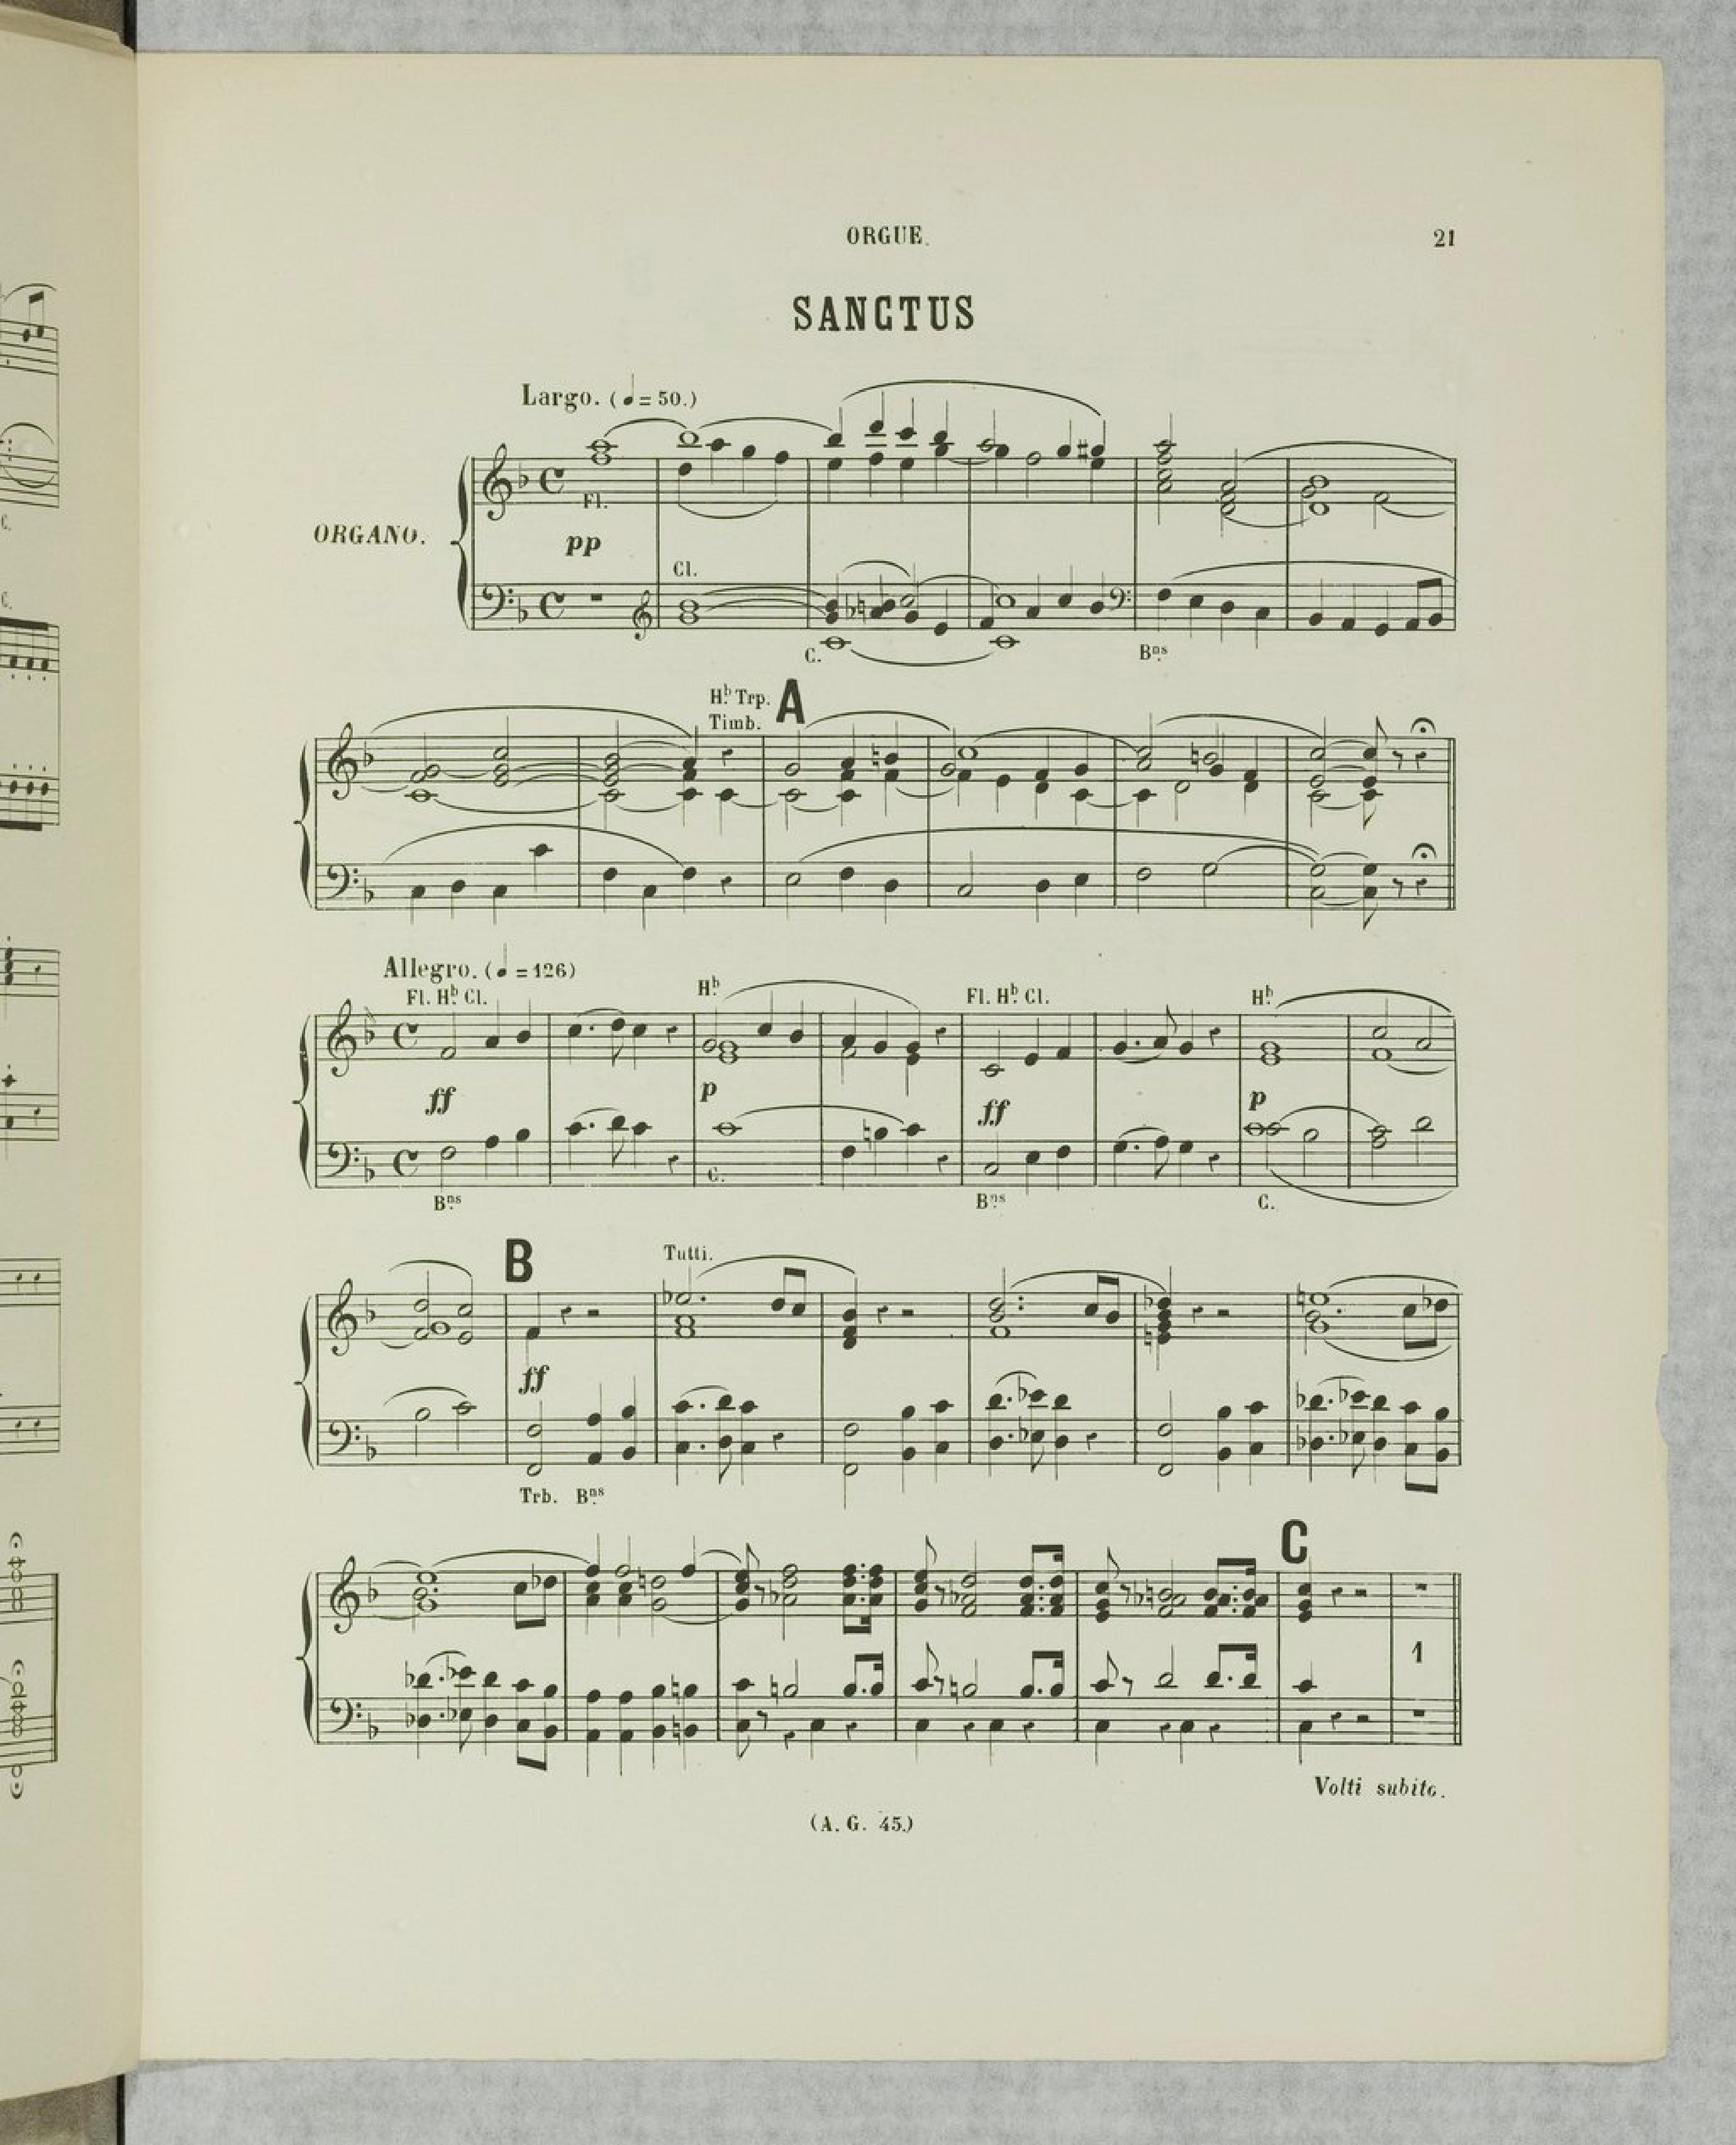 ORGUE.
21
SANCTUS
Largo. (♩= 50.)
ORGANO.
Fl.
pp
Cl.
C.
Bns
Hb. Trp.
Timb.
A
Allegro. (♩= 126)
Fl. Hb. Cl.
Hb
Fl. Hb. Cl.
Hb
ff
p
ff
p
C.
Bns
Bns
C.
B
Tutti.
ff
Trb. Bns
C
1
Volti subito.
(A. G. 45.)